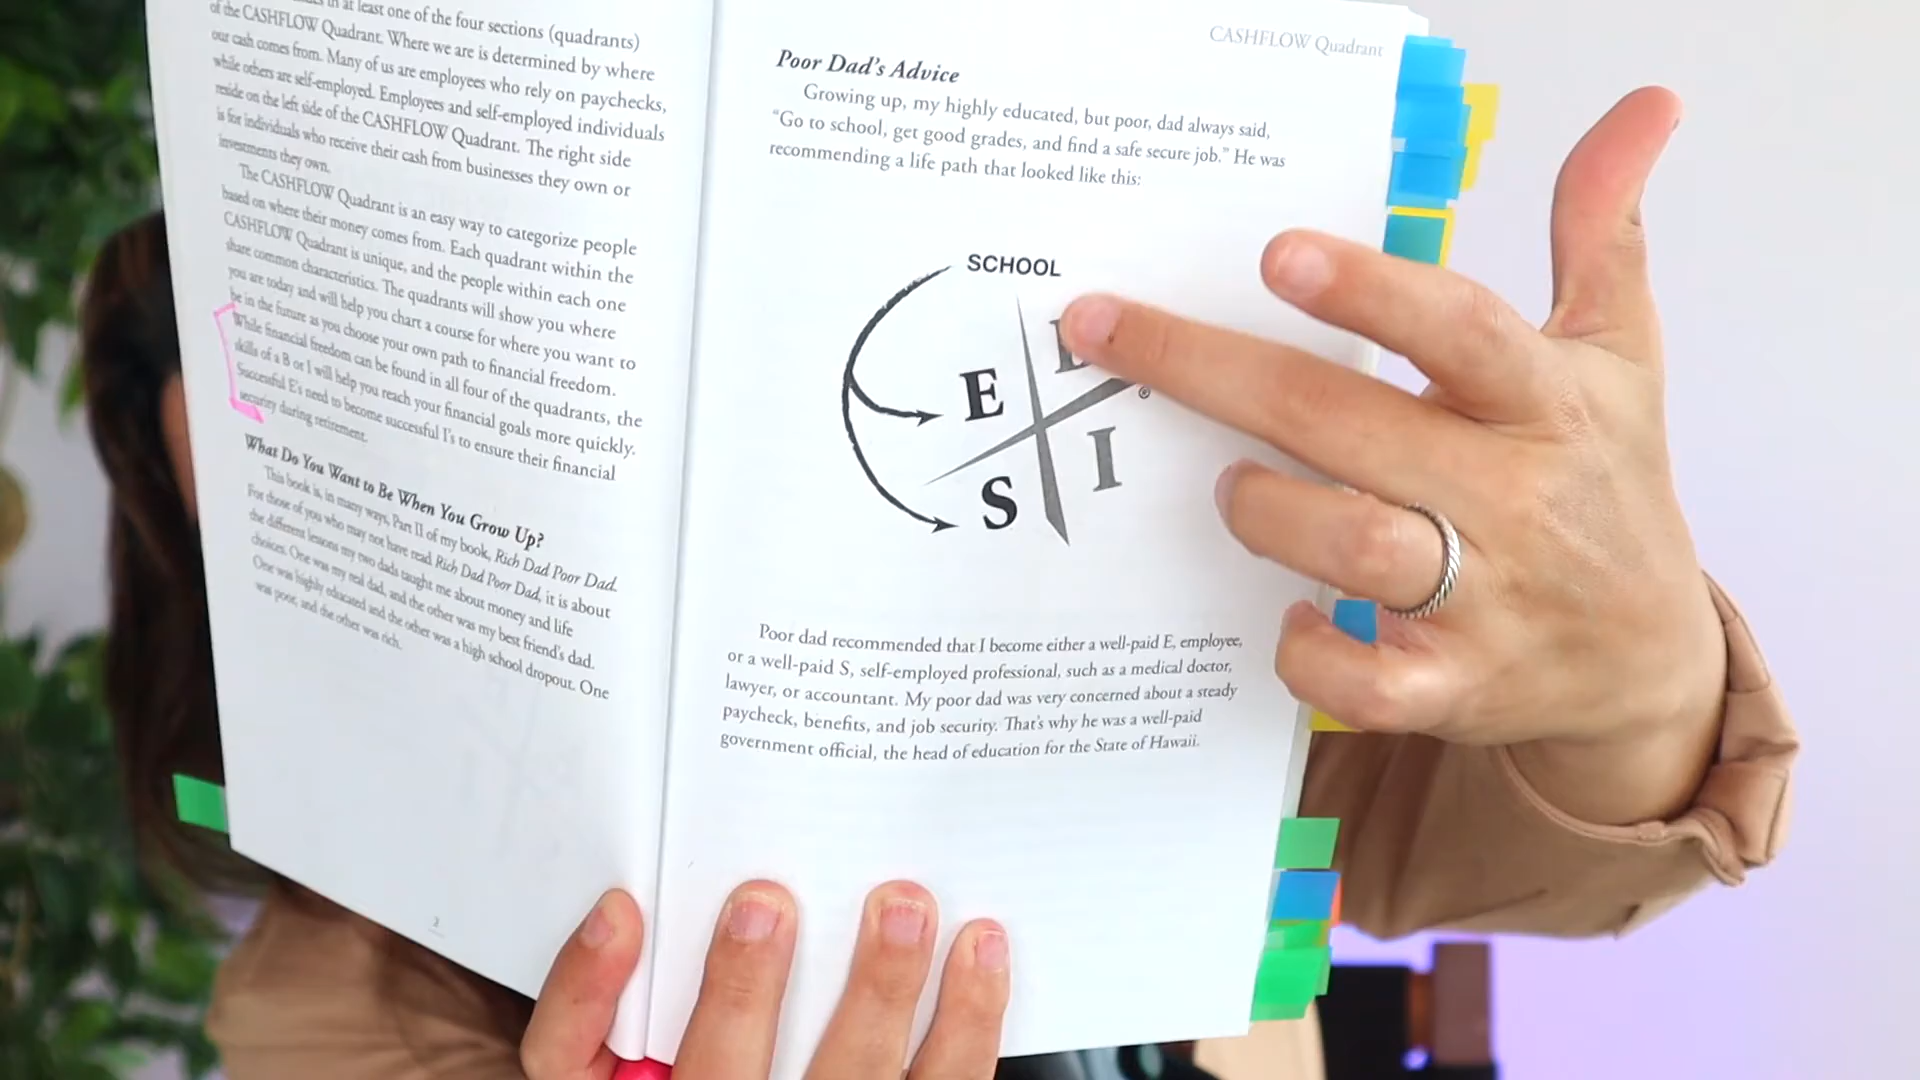 in at least one of the four sections (quadrants)
of the CASHFLOW Quadrant. Where we are is determined by where
our cash comes from. Many of us are employees who rely on paychecks,
while others are self-employed. Employees and self-employed individuals
reside on the left side of the CASHFLOW Quadrant. The right side
is for individuals who receive their cash from businesses they own or
investments they own.
The CASHFLOW Quadrant is an easy way to categorize people
based on where their money comes from. Each quadrant within the
CASHFLOW Quadrant is unique, and the people within each one
share common characteristics. The quadrants will show you where
you are today and will help you chart a course for where you want to
be in the future as you choose your own path to financial freedom.
While financial freedom can be found in all four of the quadrants, the
skills of a B or I will help you reach your financial goals more quickly.
Successful E's need to become successful I's to ensure their financial
security during retirement.
What Do You Want to Be When You Grow Up?
This book is, in many ways, Part II of my book, Rich Dad Poor Dad.
For those of you who may not have read Rich Dad Poor Dad, it is about
the different lessons my two dads taught me about money and life
choices. One was my real dad, and the other was my best friend's dad.
One was highly educated and the other was a high school dropout. One
was poor, and the other was rich.
2
CASHFLOW Quadrant
Poor Dad's Advice
Growing up, my highly educated, but poor, dad always said,
"Go to school, get good grades, and find a safe secure job." He was
recommending a life path that looked like this:
SCHOOL
E
S
I
®
Poor dad recommended that I become either a well-paid E, employee,
or a well-paid S, self-employed professional, such as a medical doctor,
lawyer, or accountant. My poor dad was very concerned about a steady
paycheck, benefits, and job security. That's why he was a well-paid
government official, the head of education for the State of Hawaii.